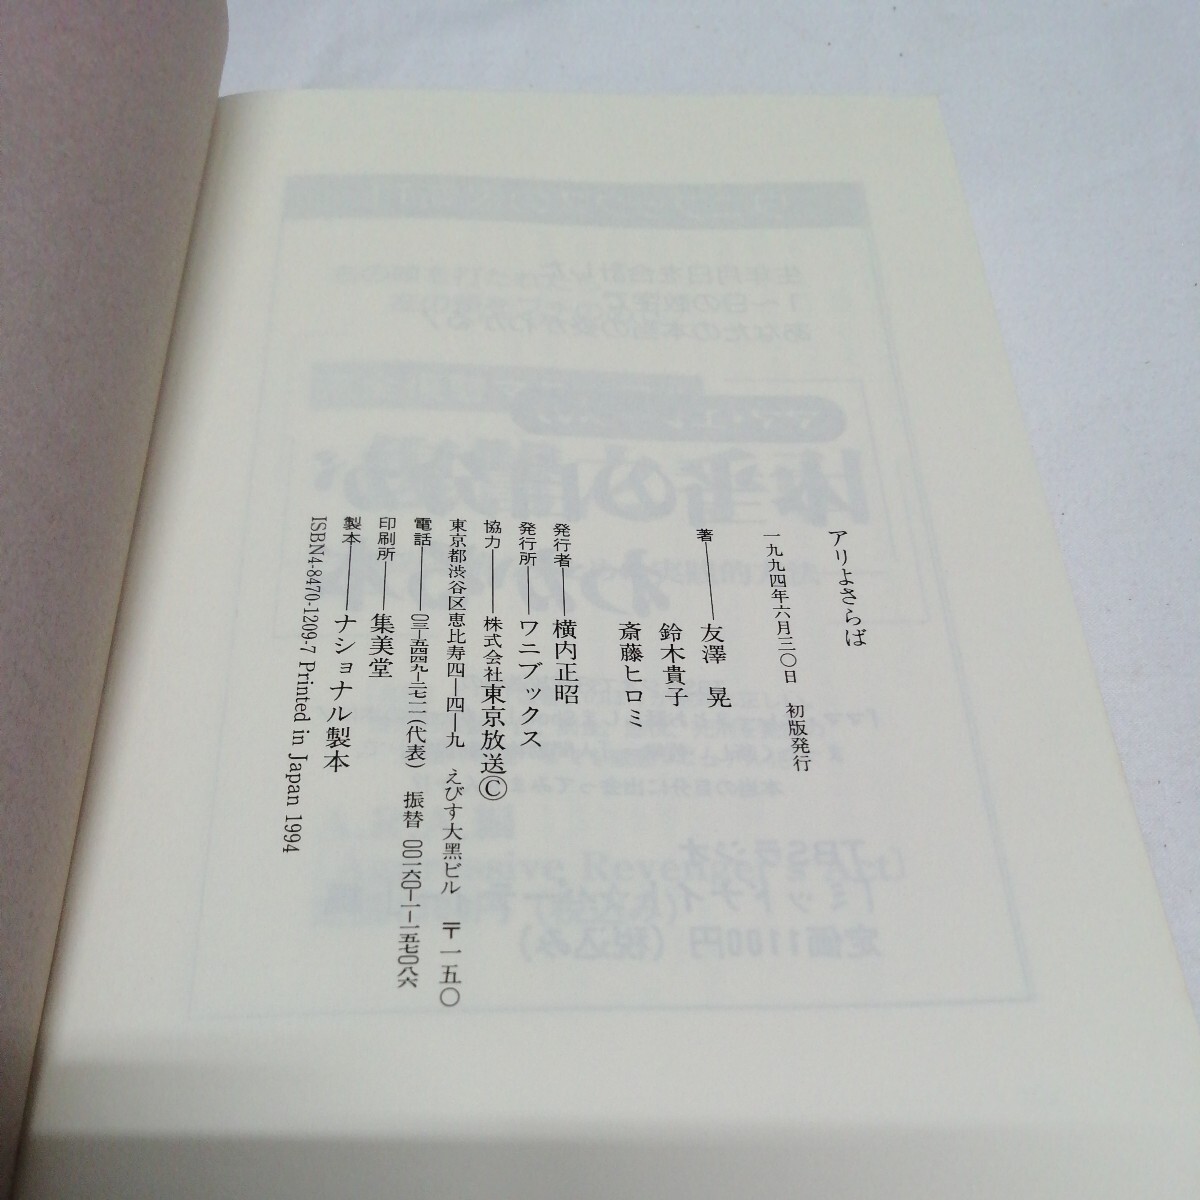 アリよさらば
一九九四年六月三〇日　初版発行
著――友澤　晃
鈴木貴子
斎藤ヒロミ
発行者――横内正昭
発行所――ワニブックス
協力――株式会社東京放送©
東京都渋谷区恵比寿四―四―九　えびす大黒ビル　〒一五〇
電話――〇三―五四四九―二七一一(代表)　振替　〇〇一六〇―一―一五七〇八六
印刷所――集美堂
製本――ナショナル製本
ISBN4-8470-1209-7 Printed in Japan 1994